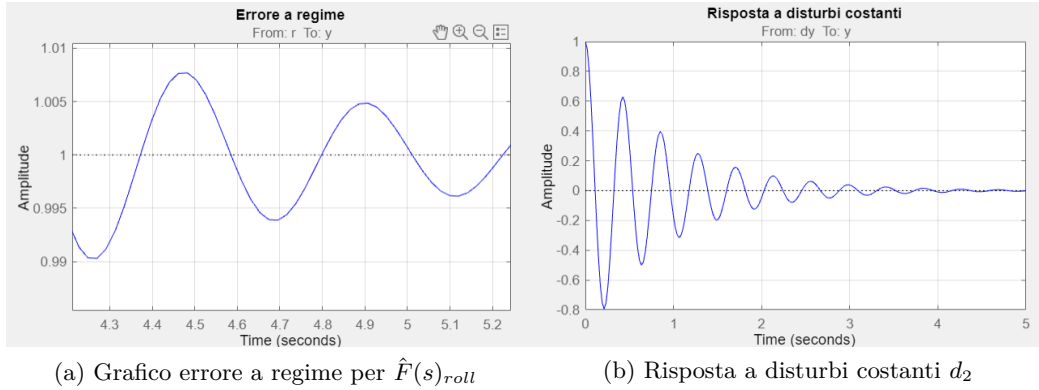 Errore a regime
From: r To: y
1.01
1.005
1
0.995
0.99
Amplitude
4.3 4.4 4.5 4.6 4.7 4.8 4.9 5 5.1 5.2
Time (seconds)
(a) Grafico errore a regime per F̂(s)roll
Risposta a disturbi costanti
From: dy To: y
1
0.8
0.6
0.4
0.2
0
-0.2
-0.4
-0.6
-0.8
Amplitude
0 1 2 3 4 5
Time (seconds)
(b) Risposta a disturbi costanti d2